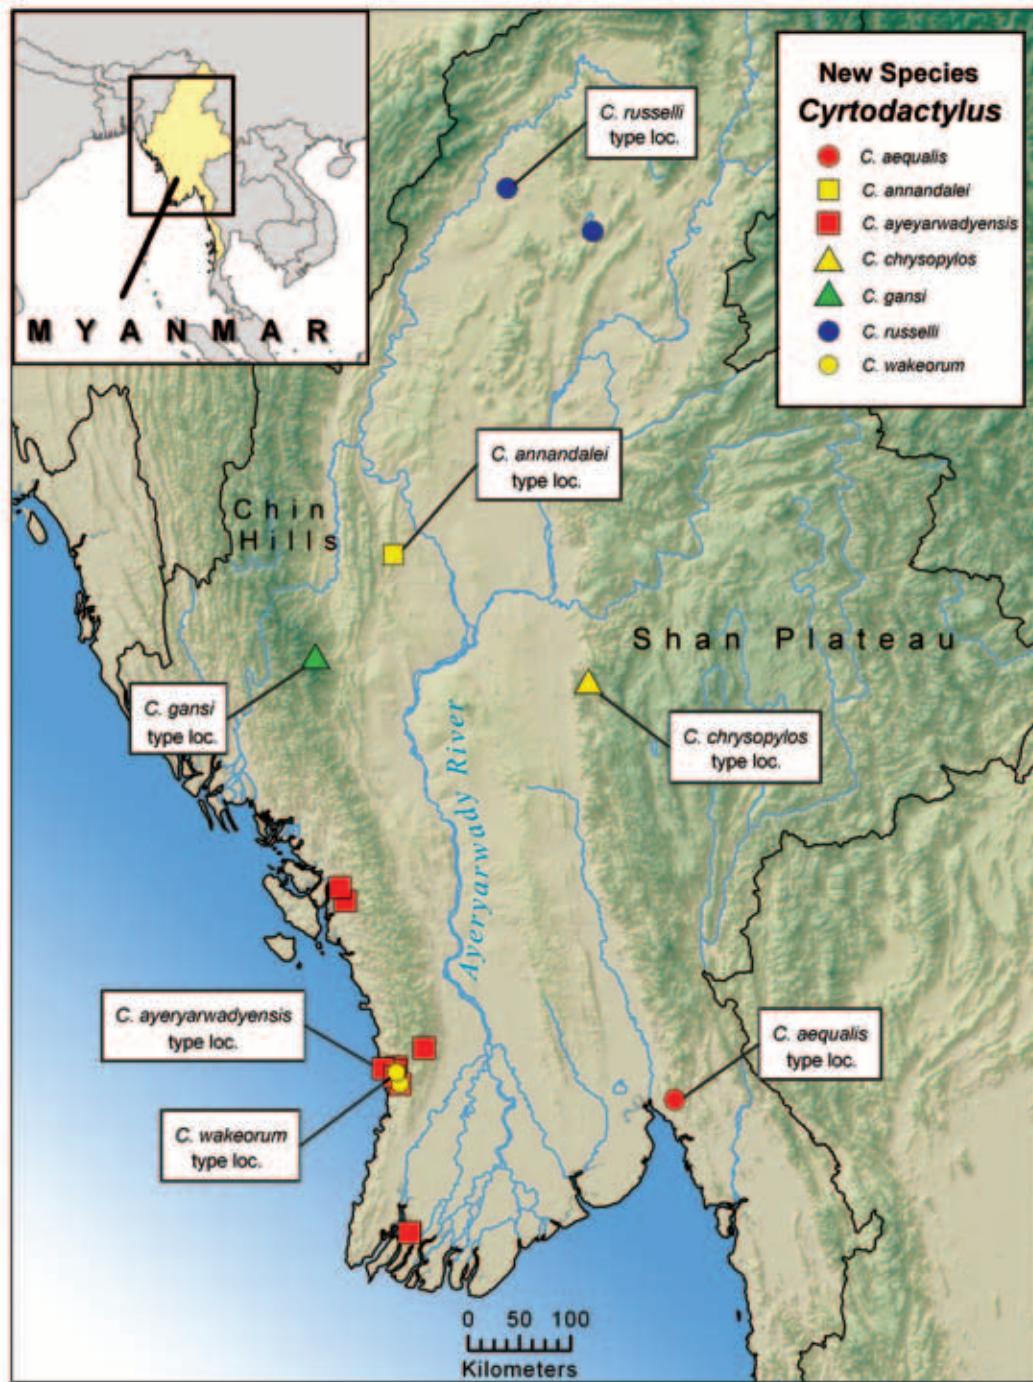 MYANMAR
New Species
Cyrtodactylus
C. aequalis
C. annandalei
C. ayeyarwadyensis
C. chrysopylos
C. gansi
C. russelli
C. wakeorum
C. russelli
type loc.
C. annandalei
type loc.
Chin
Hills
Shan Plateau
C. gansi
type loc.
C. chrysopylos
type loc.
Ayeryarwady River
C. ayeryarwadyensis
type loc.
C. aequalis
type loc.
C. wakeorum
type loc.
0 50 100
Kilometers